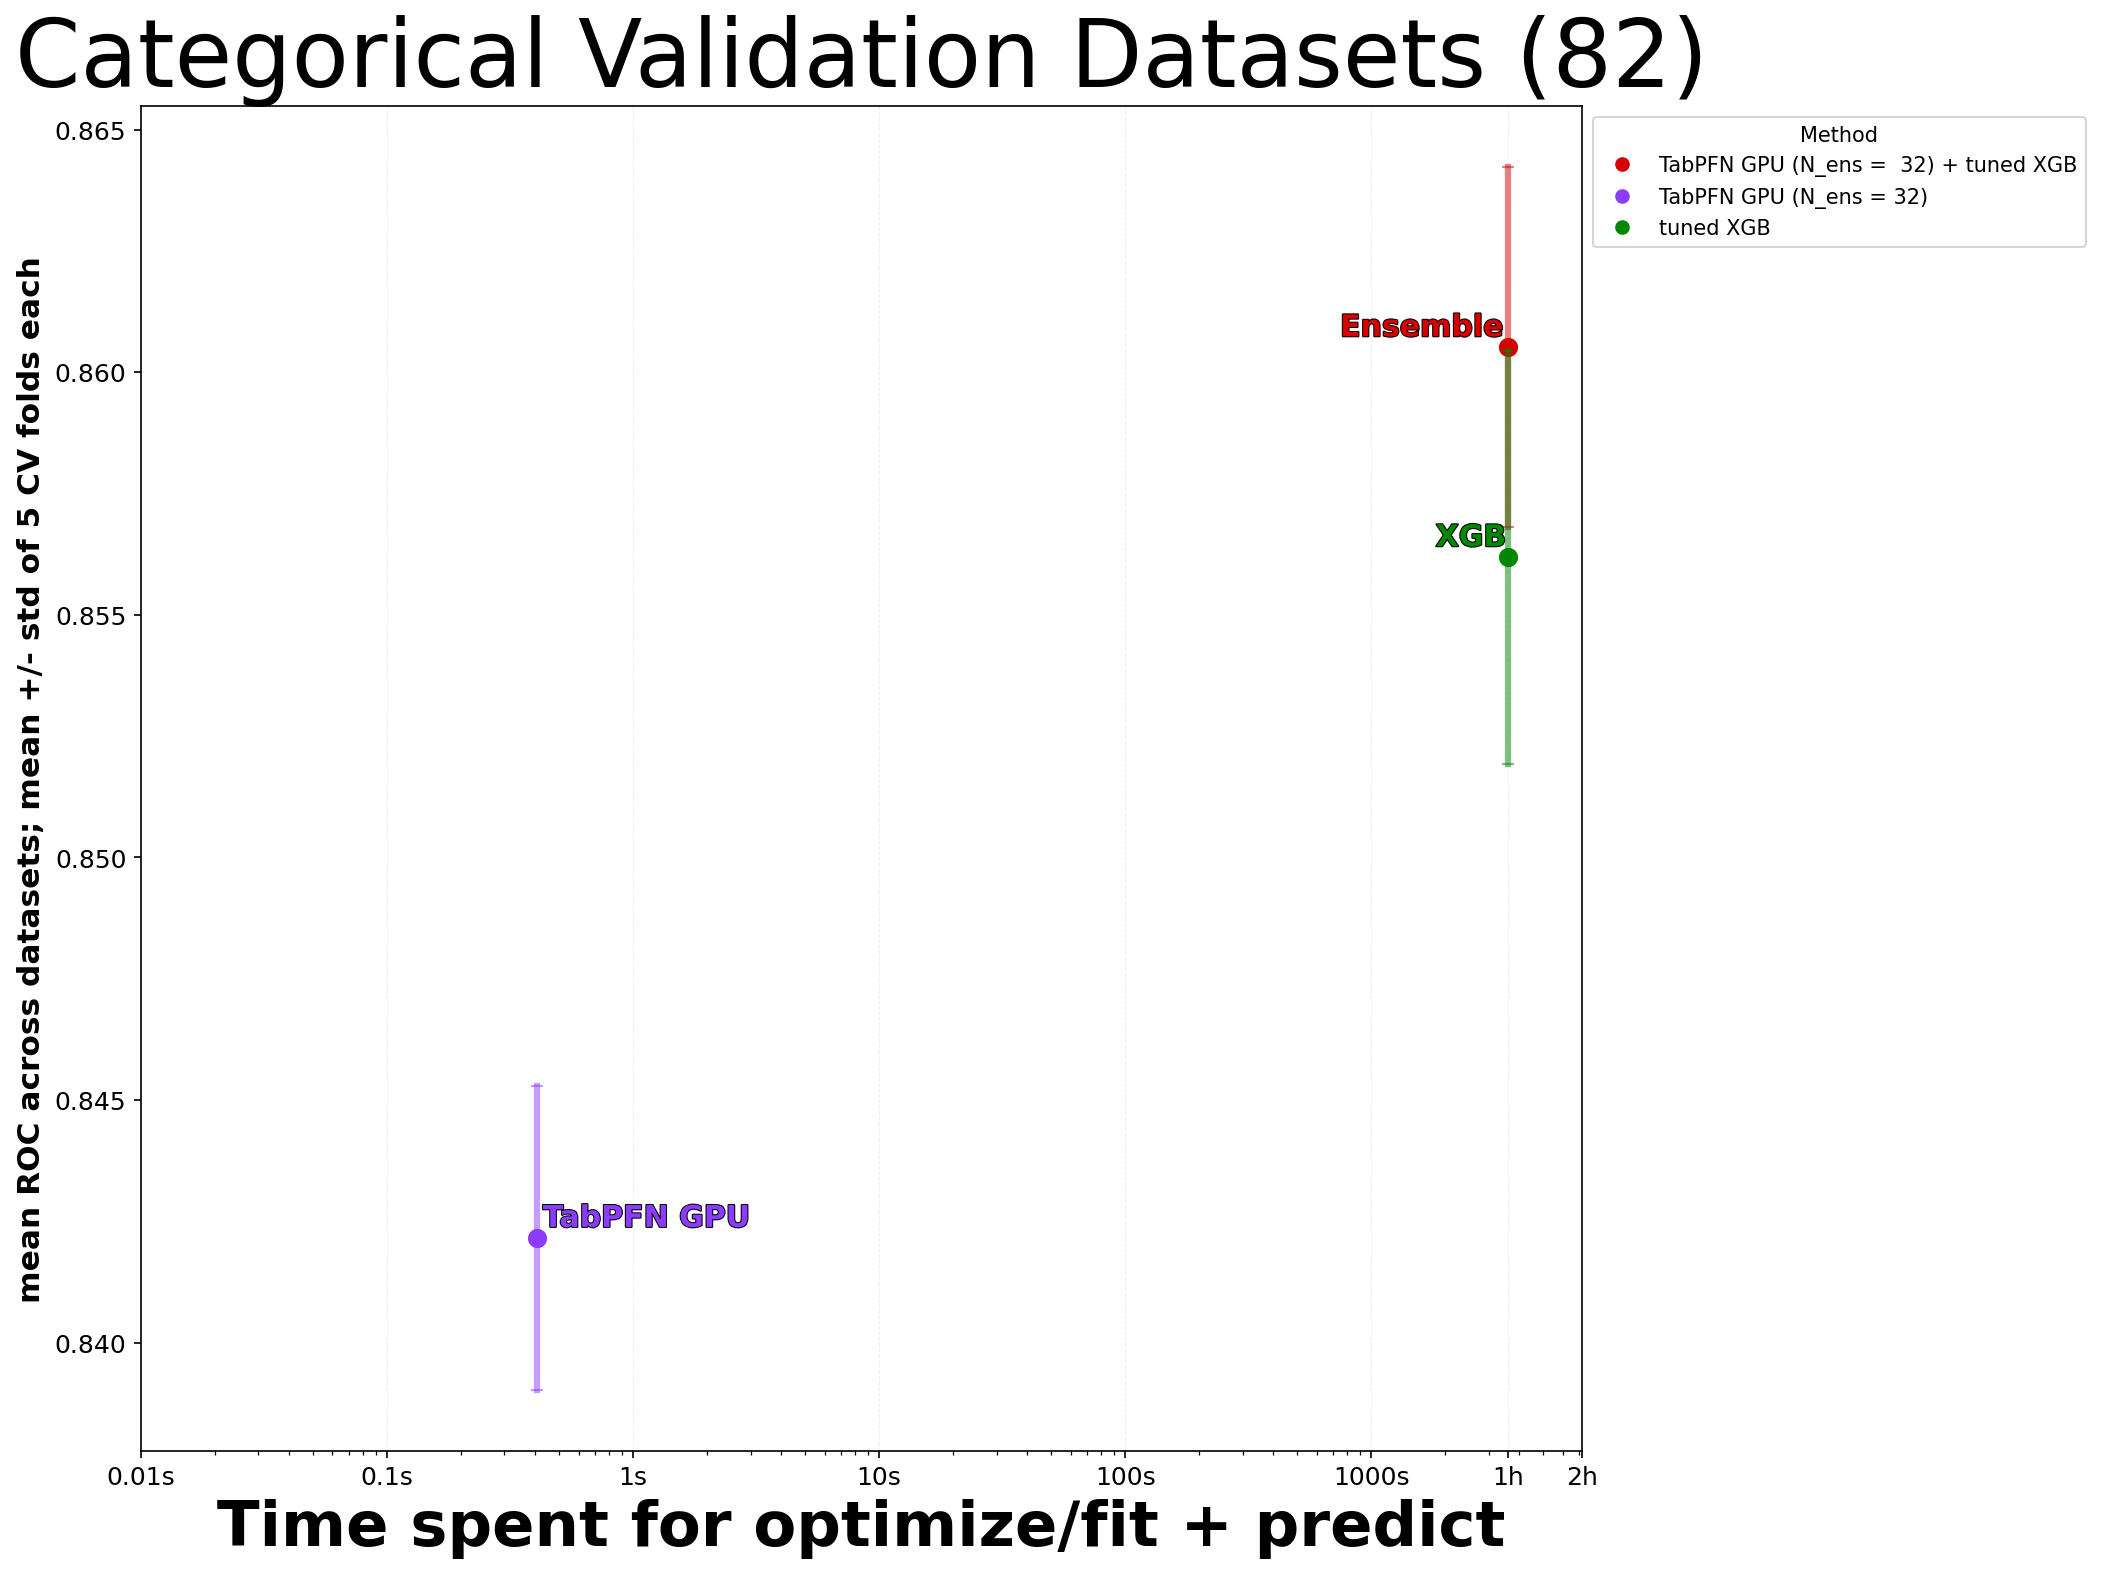 Categorical Validation Datasets (82)
mean ROC across datasets; mean +/- std of 5 CV folds each
0.865
0.860
0.855
0.850
0.845
0.840
Ensemble
XGB
TabPFN GPU
Method
TabPFN GPU (N_ens =  32) + tuned XGB
TabPFN GPU (N_ens = 32)
tuned XGB
0.01s 0.1s 1s 10s 100s 1000s 1h 2h
Time spent for optimize/fit + predict